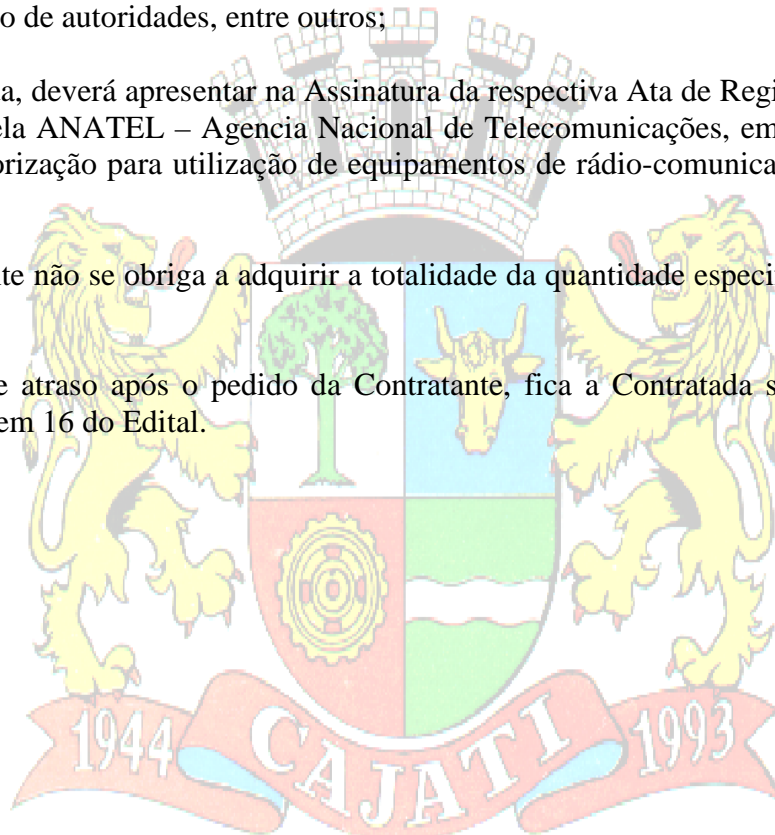 o de autoridades, entre outros;
a, deverá apresentar na Assinatura da respectiva Ata de Regi
ela ANATEL – Agencia Nacional de Telecomunicações, em
orização para utilização de equipamentos de rádio-comunica
te não se obriga a adquirir a totalidade da quantidade especi
e atraso após o pedido da Contratante, fica a Contratada s
em 16 do Edital.
1944 CAJATI 1993